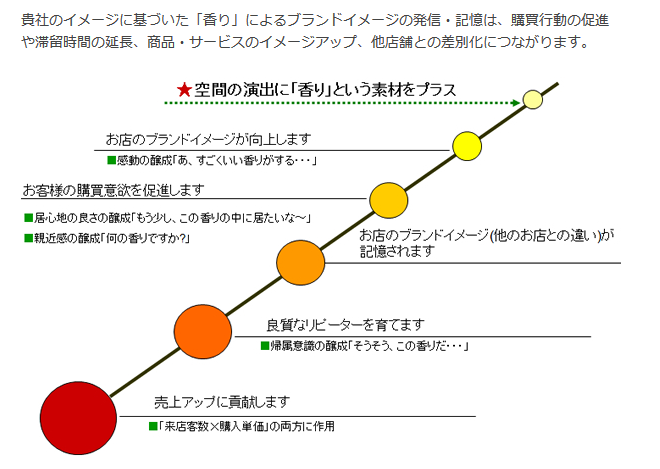 貴社のイメージに基づいた「香り」によるブランドイメージの発信・記憶は、購買行動の促進
や滞留時間の延長、商品・サービスのイメージアップ、他店舗との差別化につながります。
★空間の演出に「香り」という素材をプラス
お店のブランドイメージが向上します
■感動の醸成「あ、すごくいい香りがする・・・」
お客様の購買意欲を促進します
■居心地の良さの醸成「もう少し、この香りの中に居たいな～」
■親近感の醸成「何の香りですか?」
お店のブランドイメージ(他のお店との違い)が
記憶されます
良質なリピーターを育てます
■帰属意識の醸成「そうそう、この香りだ・・・」
売上アップに貢献します
■「来店客数×購入単価」の両方に作用